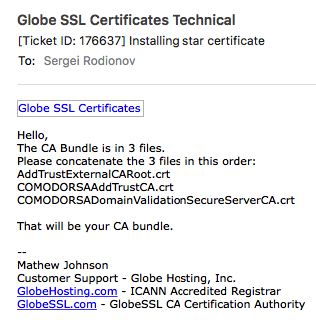 Globe SSL Certificates Technical
[Ticket ID: 176637] Installing star certificate
To: Sergei Rodionov
Globe SSL Certificates
Hello,
The CA Bundle is in 3 files.
Please concatenate the 3 files in this order:
AddTrustExternalCARoot.crt
COMODORSAAddTrustCA.crt
COMODORSADomainValidationSecureServerCA.crt
That will be your CA bundle.
--
Mathew Johnson
Customer Support - Globe Hosting, Inc.
GlobeHosting.com - ICANN Accredited Registrar
GlobeSSL.com - GlobeSSL CA Certification Authority